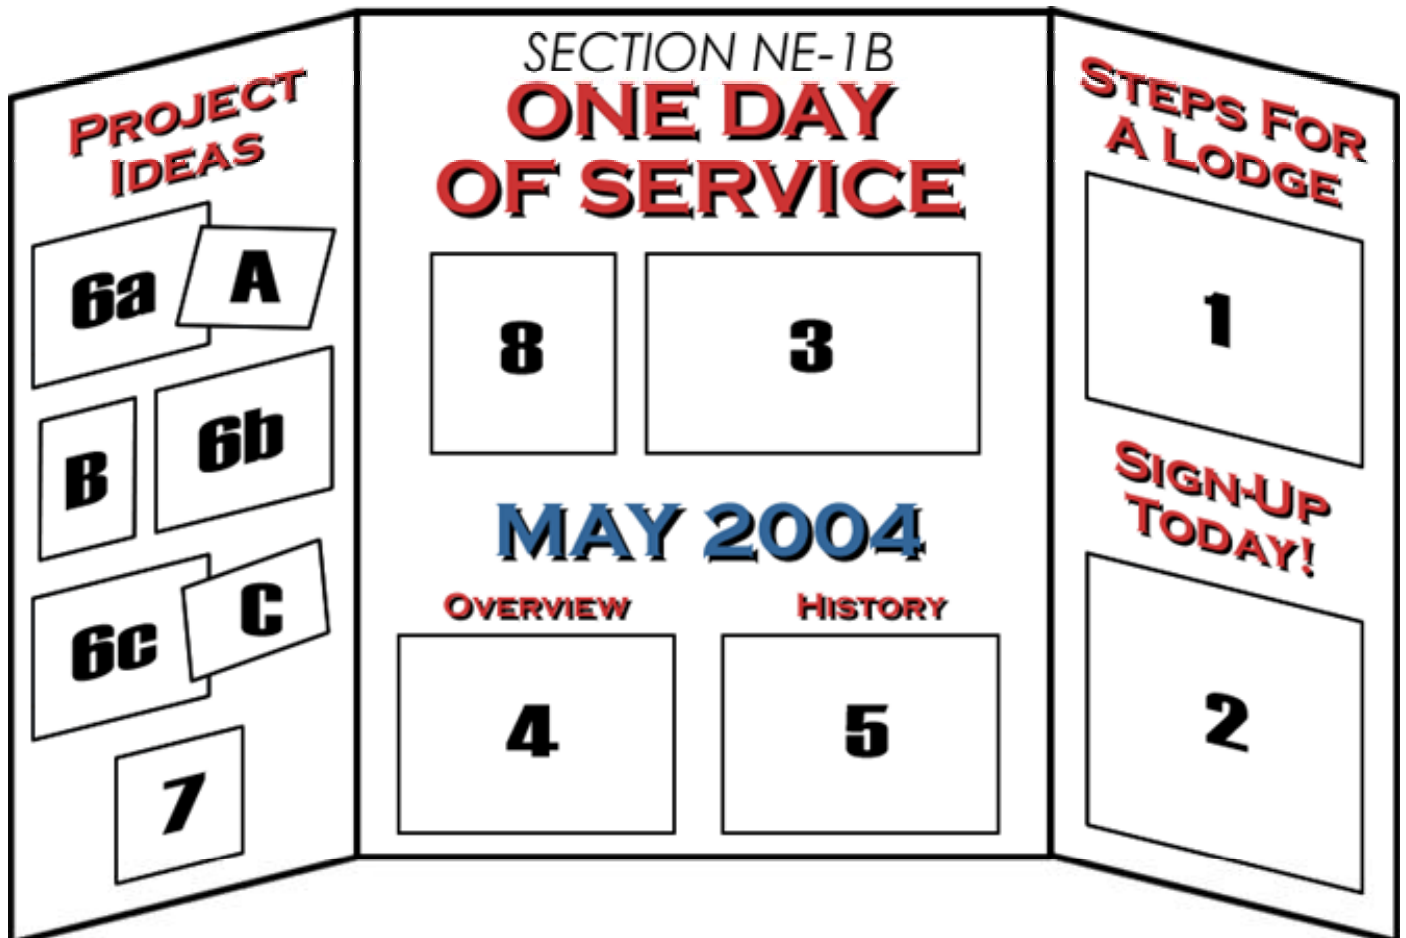 PROJECT
IDEAS
6a
A
B
6b
6c
C
7
SECTION NE-1B
ONE DAY
OF SERVICE
8
3
MAY 2004
OVERVIEW
HISTORY
4
5
STEPS FOR
A LODGE
1
SIGN-UP
TODAY!
2